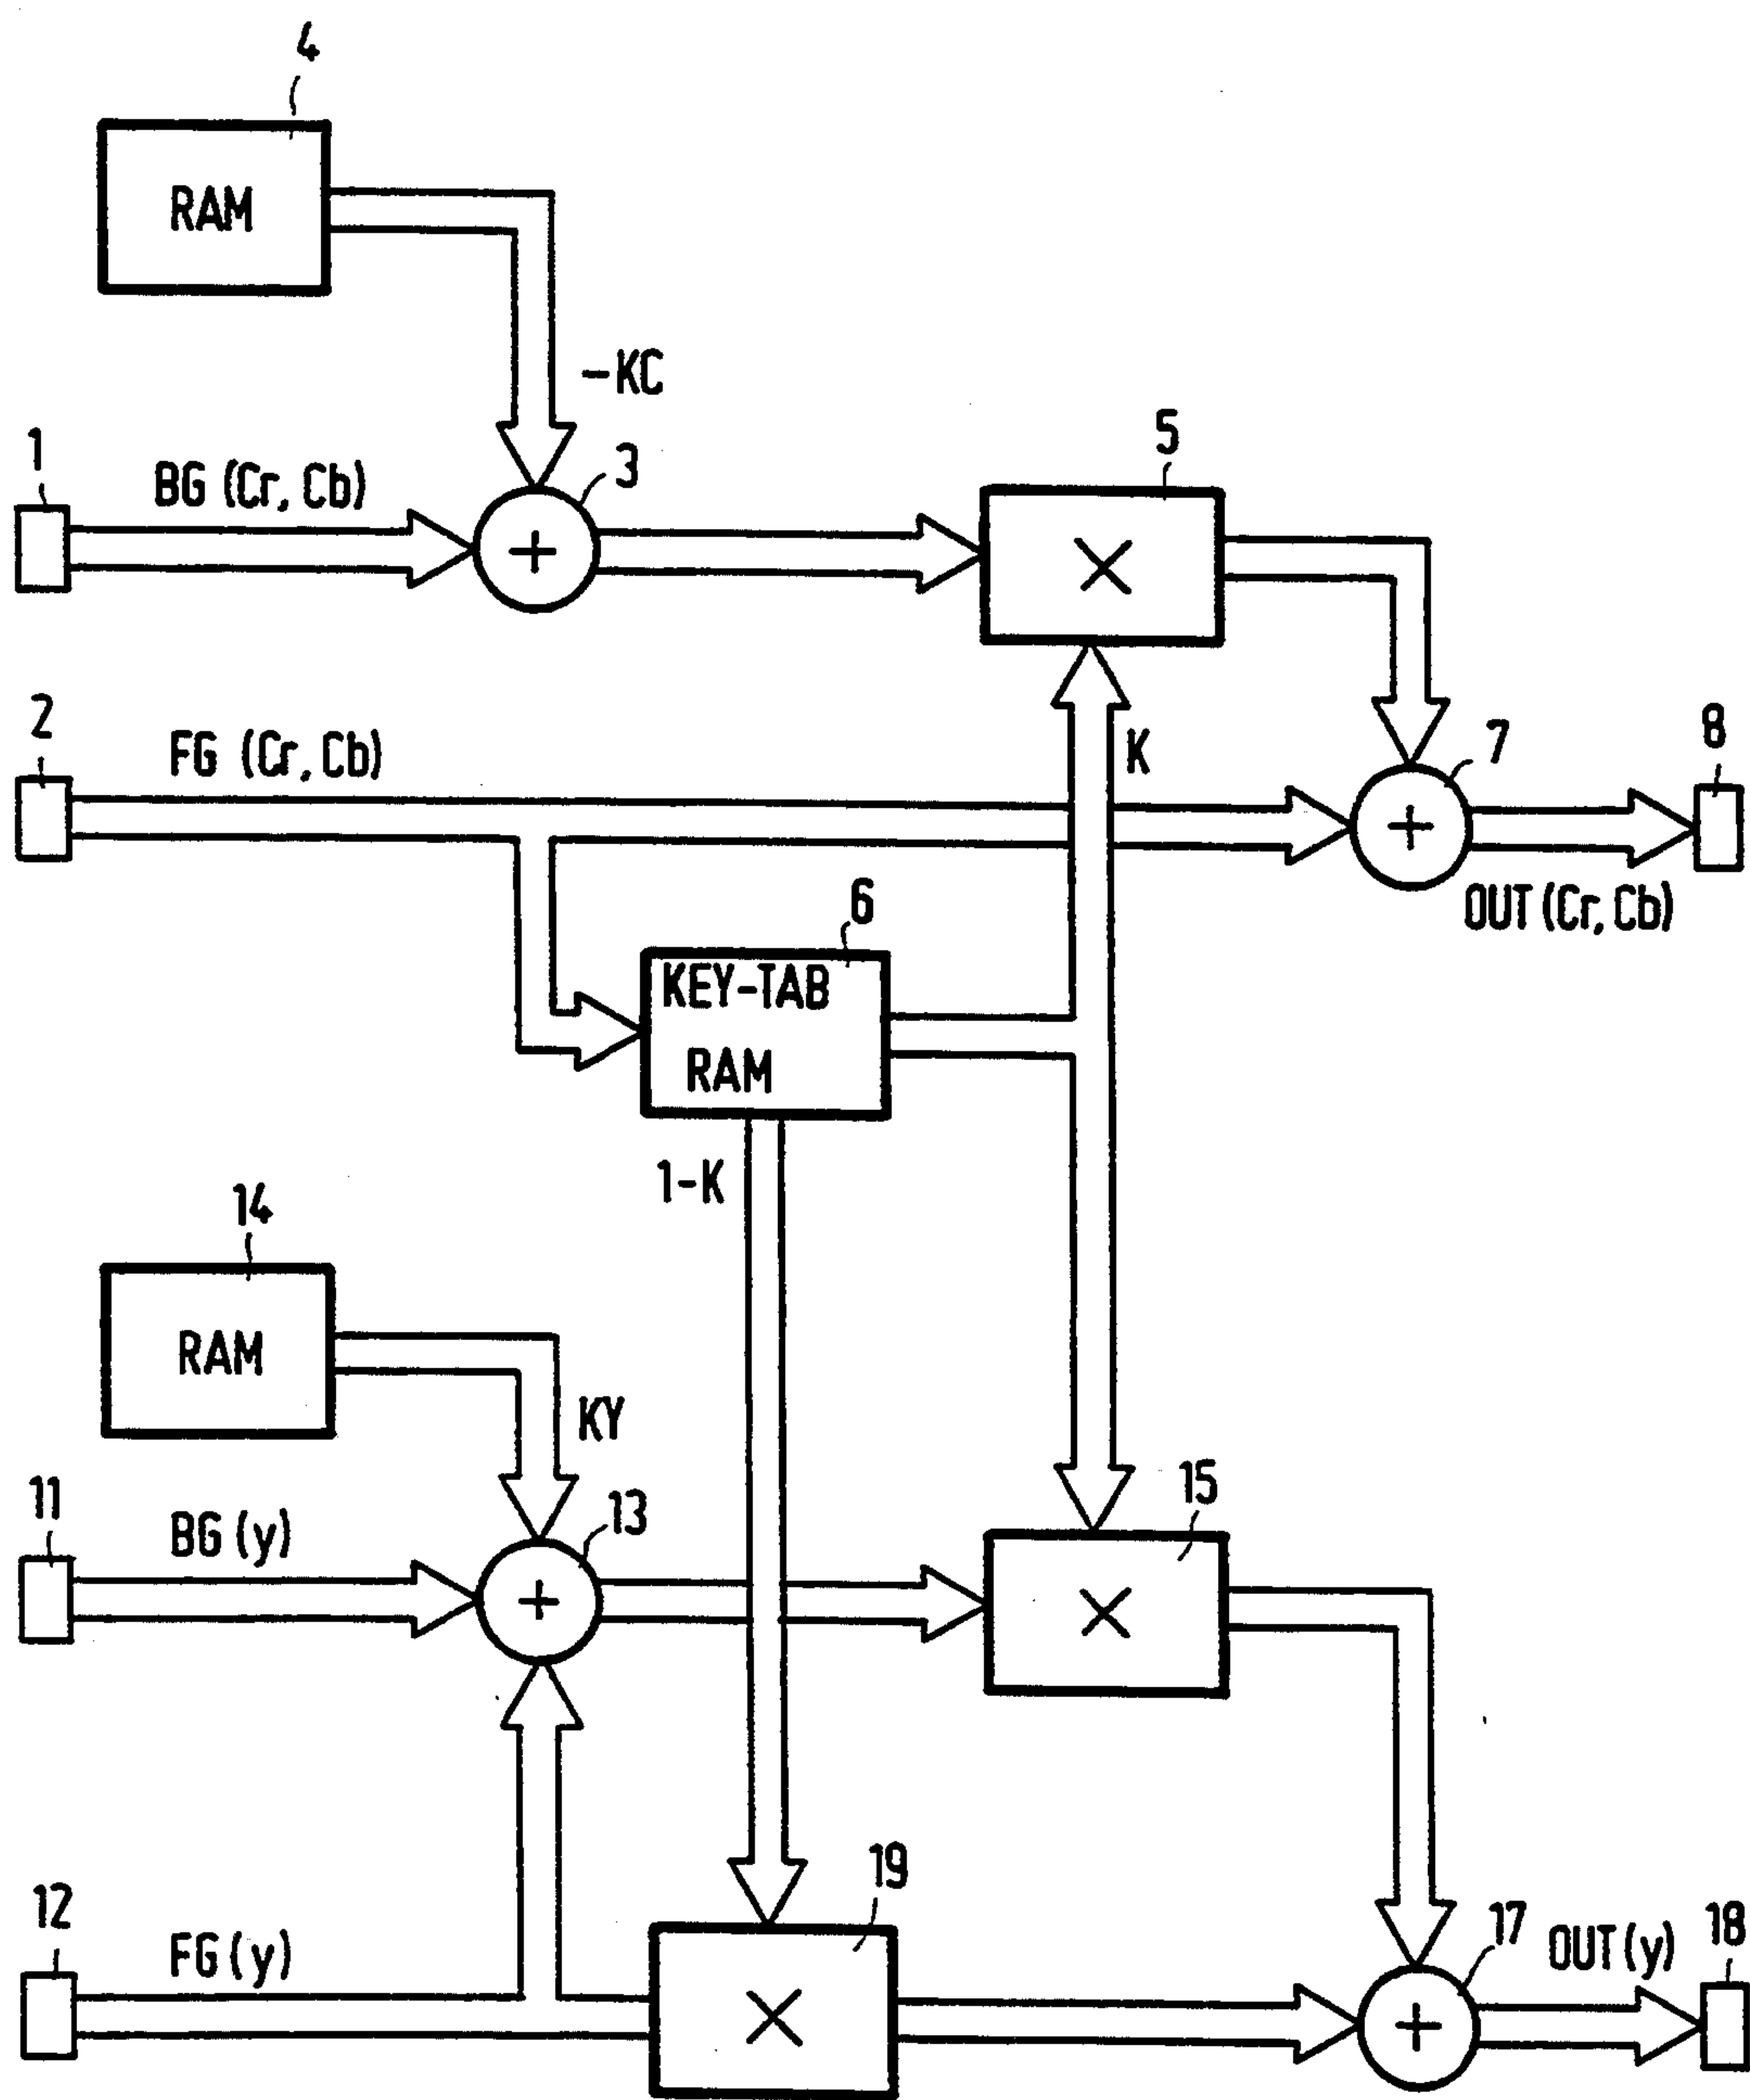 4
RAM
-KC
1
BG (Cr, Cb)
3
5
×
+
2
FG (Cr, Cb)
K
7
8
+
OUT (Cr, Cb)
6
KEY-TAB
RAM
1-K
14
RAM
KY
11
BG (y)
13
15
+
×
12
FG (y)
19
×
17
OUT (y)
18
+